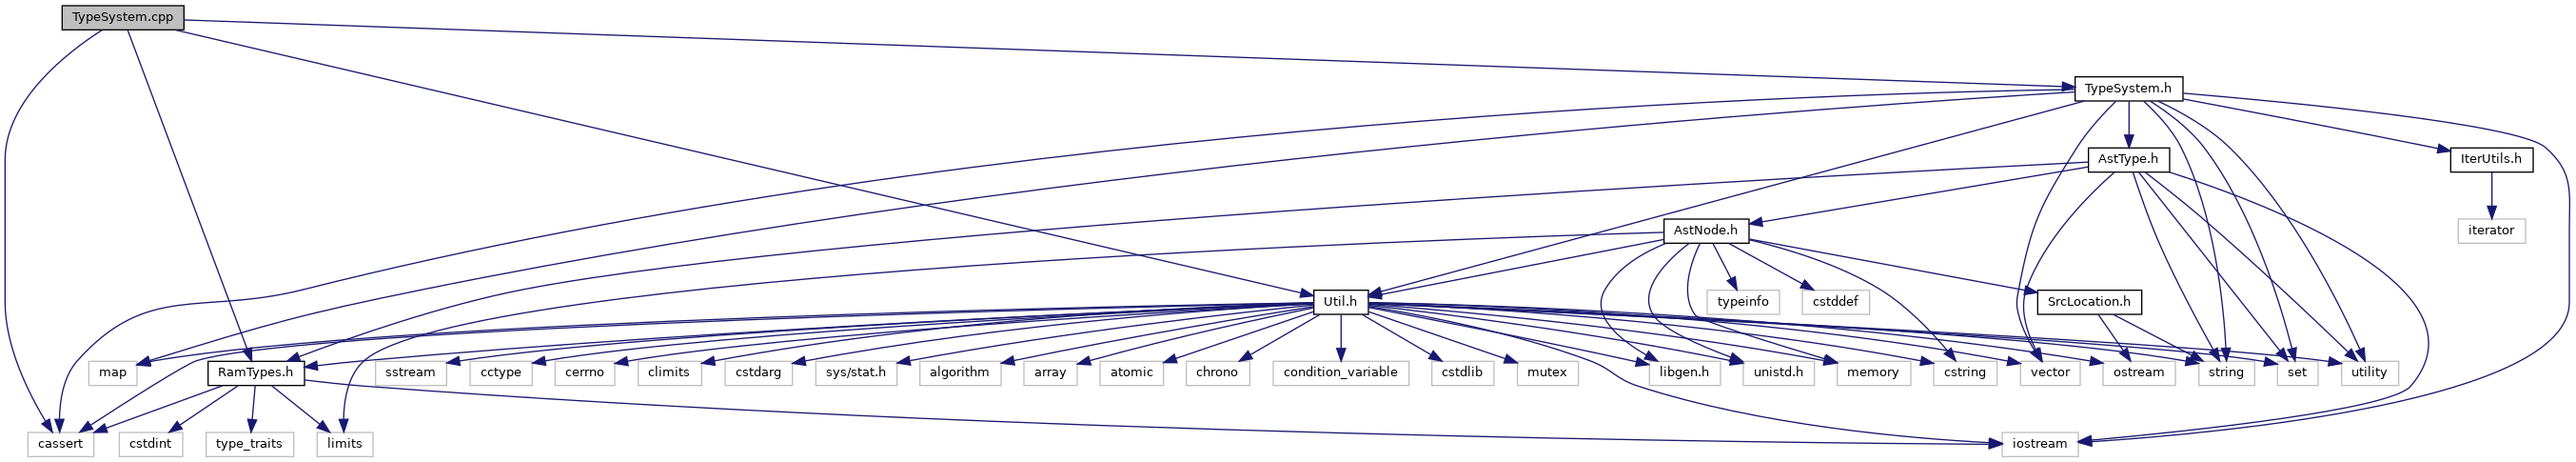 TypeSystem.cpp
TypeSystem.h
AstType.h
IterUtils.h
AstNode.h
iterator
Util.h
typeinfo
cstddef
SrcLocation.h
map
RamTypes.h
sstream
cctype
cerrno
climits
cstdarg
sys/stat.h
algorithm
array
atomic
chrono
condition_variable
cstdlib
mutex
libgen.h
unistd.h
memory
cstring
vector
ostream
string
set
utility
cassert
cstdint
type_traits
limits
iostream